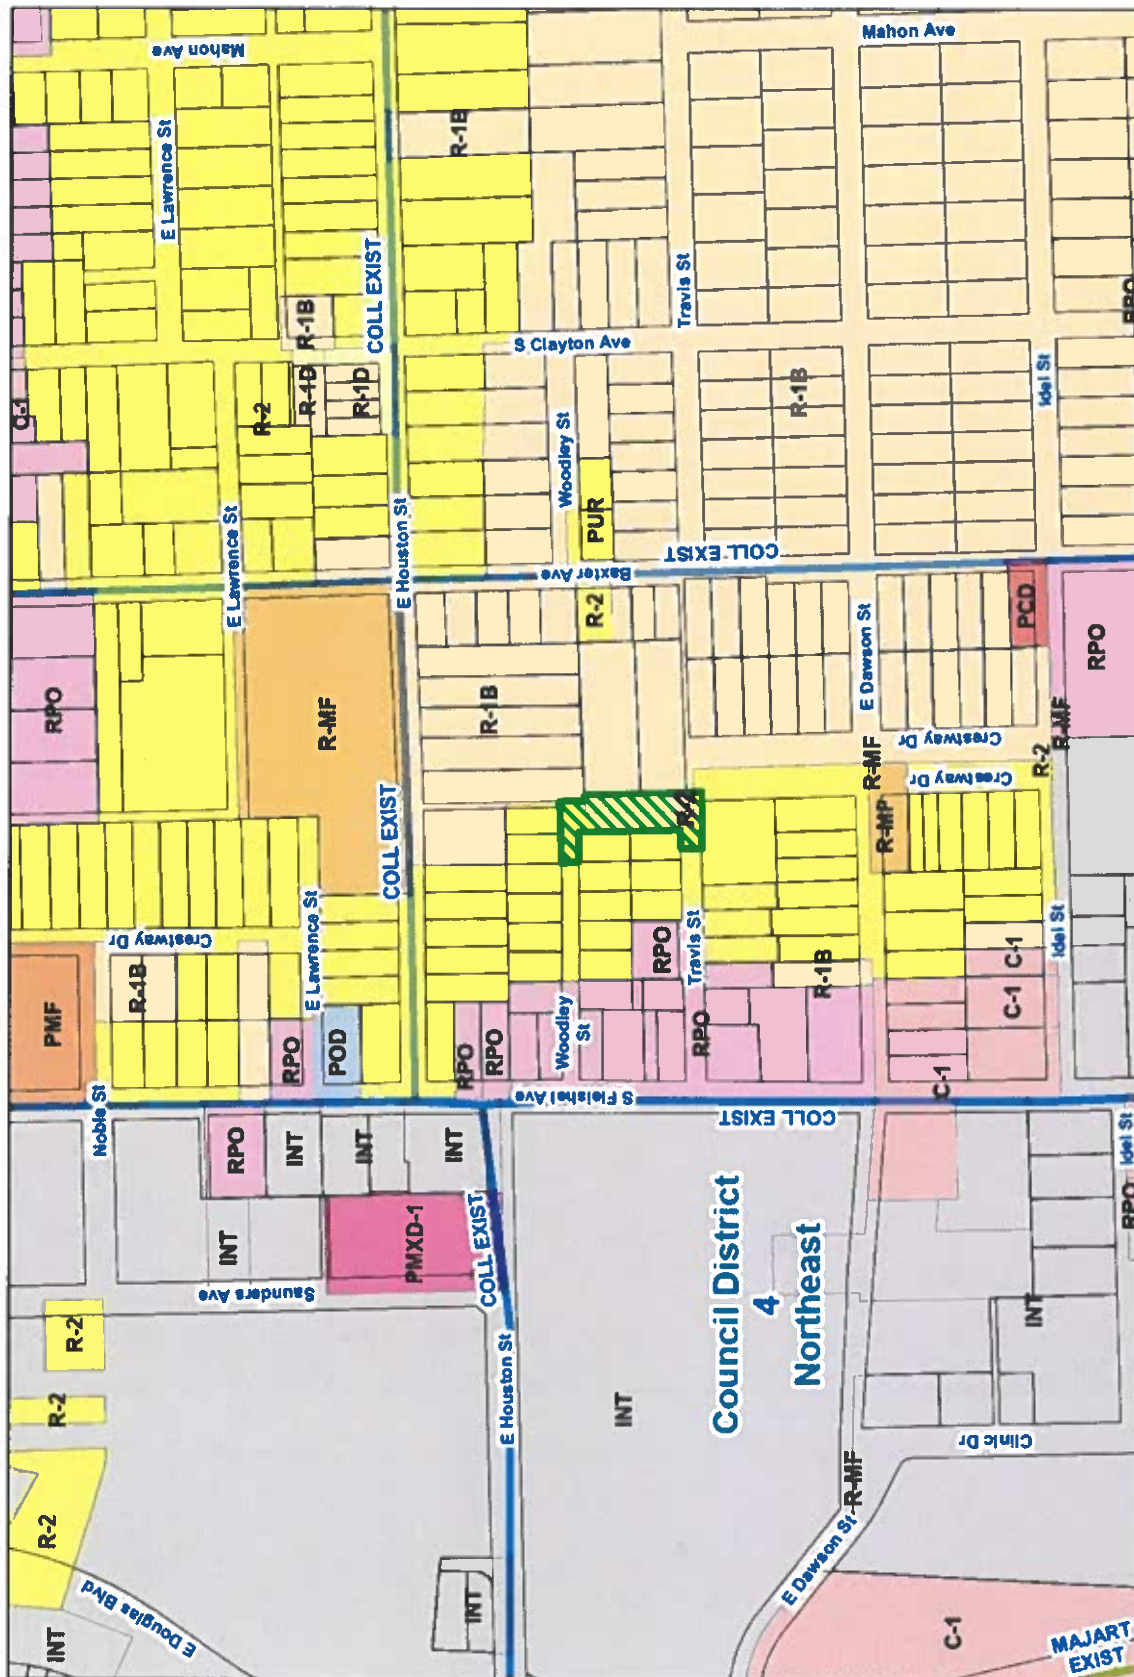 Mahon Ave
Mahon Ave
E Lawrence St
R-1B
COLL EXIST
R-1B
Travis St
S Clayton Ave
C-1
R-2
R-1D
R-1D
R-1B
Idel St
RPO
Woodley St
PUR
E Lawrence St
E Houston St
COLL EXIST
Baxter Ave
R-2
E Dawson St
PCD
RPO
RPO
R-MF
R-1B
Crestway Dr
R-MF
R-MF
Crestway Dr
R-2
COLL EXIST
R-2
R-MF
Crestway Dr
E Lawrence St
RPO
Travis St
R-1B
C-1
C-1
Idel St
PMF
R-1B
RPO
POD
RPO
RPO
Woodley
St
RPO
C-1
Noble St
S Fleishel Ave
COLL EXIST
RPO
INT
INT
INT
Idel St
RPO
INT
PMXD-1
COLL EXIST
Saunders Ave
Council District
4
Northeast
INT
R-2
R-2
E Houston St
INT
Clinic Dr
R-MF
E Dawson St
R-2
E Douglas Blvd
INT
INT
C-1
MAJART
EXIST